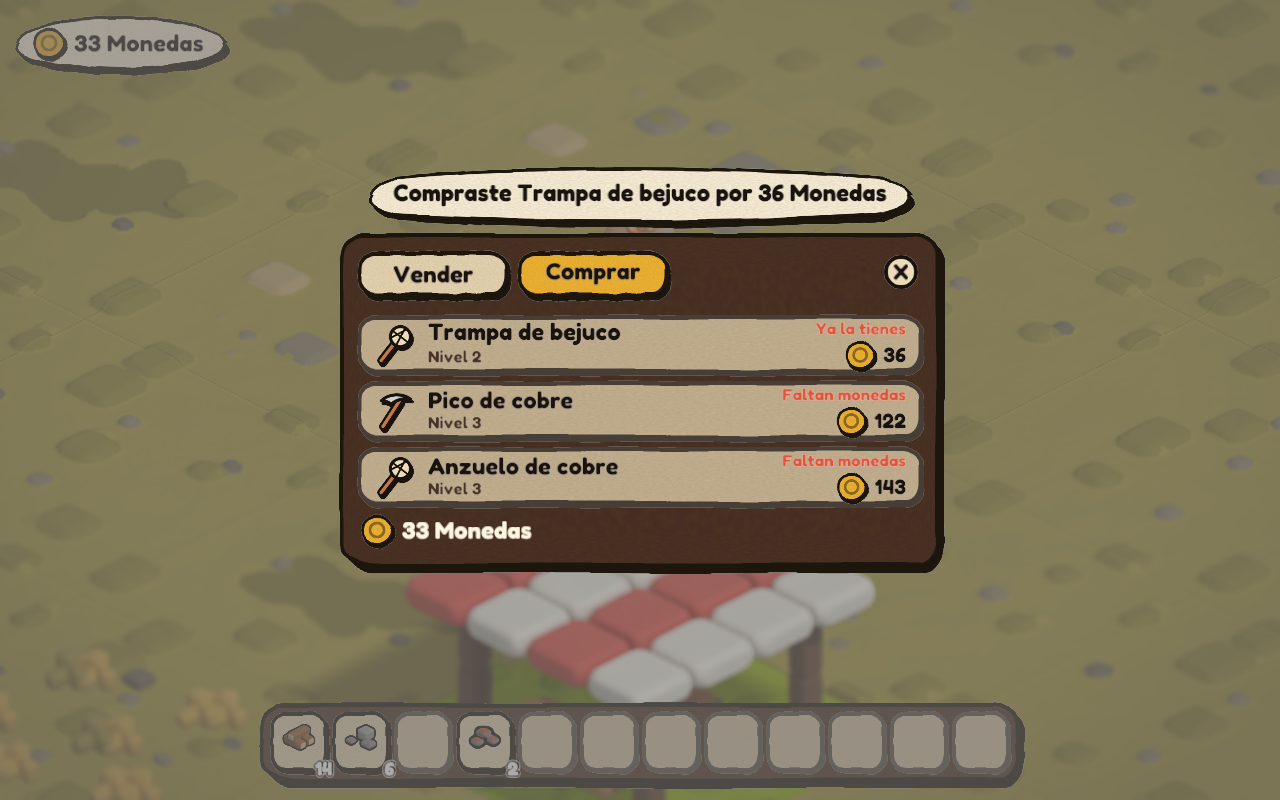 33 Monedas
Compraste Trampa de bejuco por 36 Monedas
Vender
Comprar
Trampa de bejuco
Nivel 2
Ya la tienes
36
Pico de cobre
Nivel 3
Faltan monedas
122
Anzuelo de cobre
Nivel 3
Faltan monedas
143
33 Monedas
14
6
2